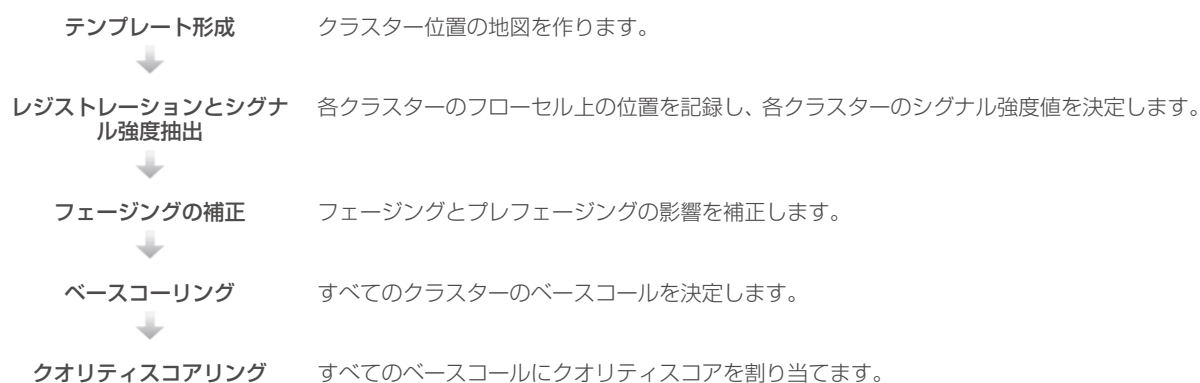 テンプレート形成
クラスター位置の地図を作ります。
レジストレーションとシグナ
ル強度抽出
各クラスターのフローセル上の位置を記録し、各クラスターのシグナル強度値を決定します。
フェージングの補正
フェージングとプレフェージングの影響を補正します。
ベースコーリング
すべてのクラスターのベースコールを決定します。
クオリティスコアリング
すべてのベースコールにクオリティスコアを割り当てます。